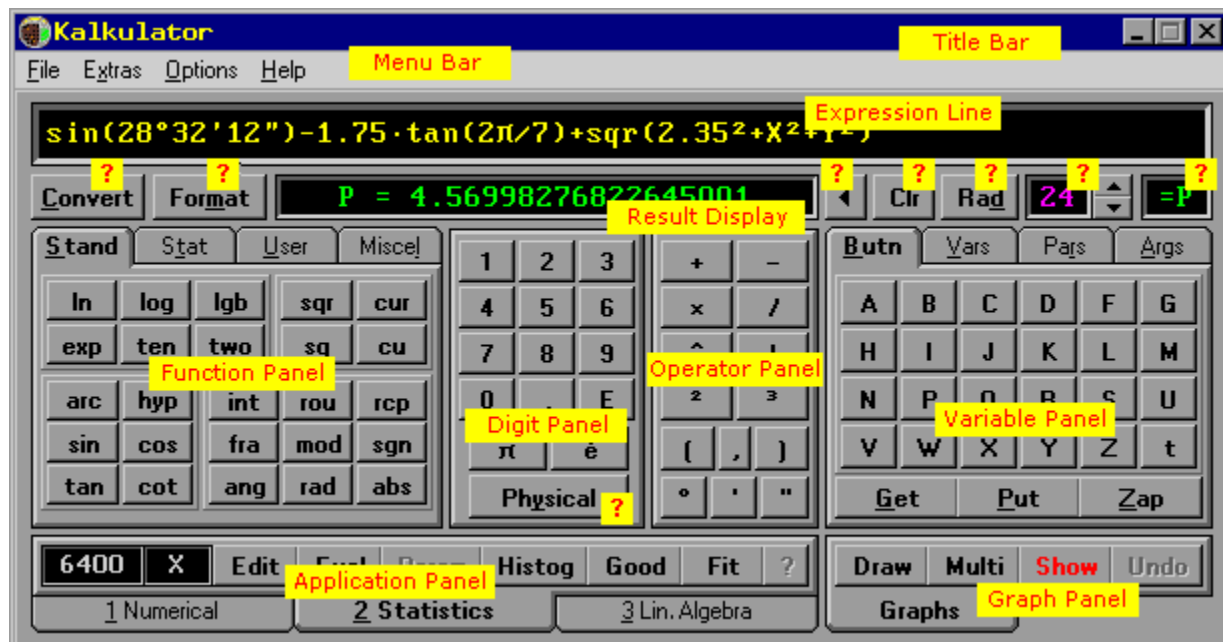 Kalkulator
Title Bar
File Extras Options Help
Menu Bar
Expression Line
sin(28°32'12")-1.75·tan(2π/7)+sqr(2.35²+X²+Y²)
? ? ? ? ? ? ?
Convert Format P = 4.56998276822645001 Clr Rad 24 =P
Result Display
Stand Stat User Miscel
1 2 3 + -
Butn Vars Pars Args
ln log lgb sqr cur 4 5 6 x / A B C D F G
exp ten two sq cu 7 8 9 ^ ! H I J K L M
Function Panel
Operator Panel
arc hyp int rou rcp 0 . E ² ³ N P Q R S U
Digit Panel
Variable Panel
sin cos fra mod sgn π ė ( , ) V W X Y Z t
tan cot ang rad abs Physical ? ° ' " Get Put Zap
6400 X Edit Eval Param Histog Good Fit ? Draw Multi Show Undo
Application Panel
Graph Panel
1 Numerical 2 Statistics 3 Lin. Algebra Graphs